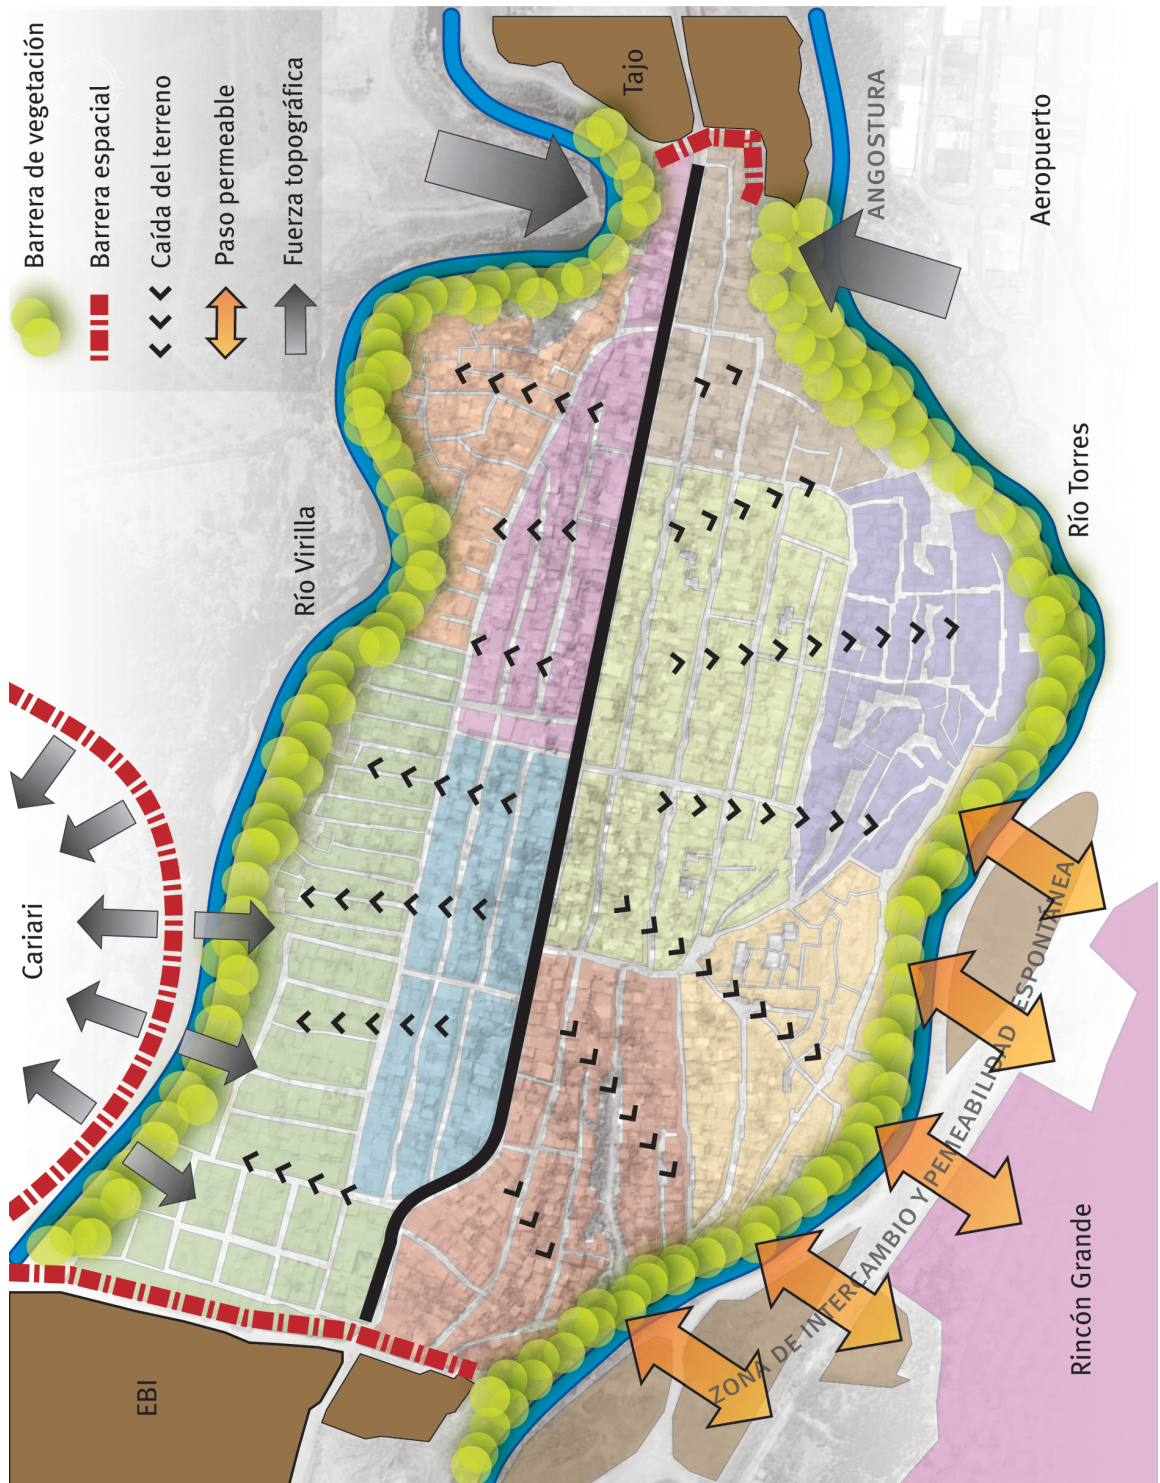 Barrera de vegetación
Barrera espacial
Caída del terreno
Paso permeable
Fuerza topográfica
Tajo
ANGOSTURA
Aeropuerto
Río Virilla
Río Torres
Cariari
ZONA DE INTERCAMBIO Y PEMEABILIDAD ESPONTÁNEA
Rincón Grande
EBI